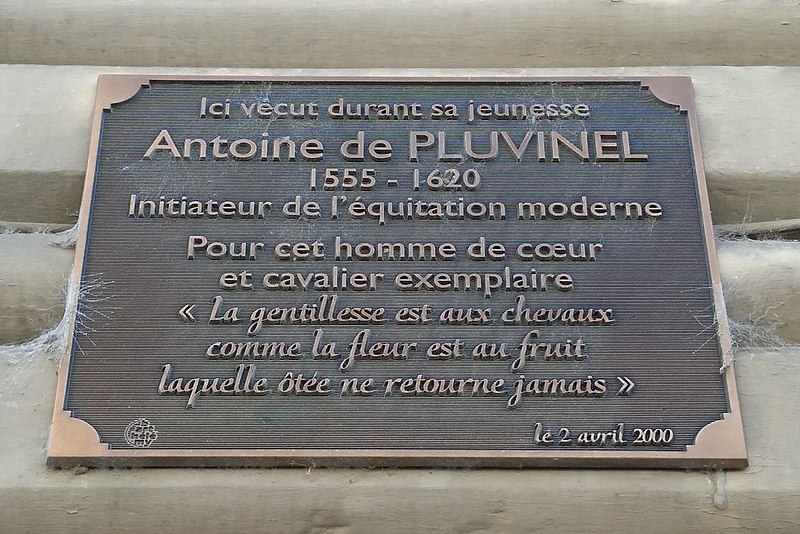 Ici vécut durant sa jeunesse
Antoine de PLUVINEL
1555 - 1620
Initiateur de l'équitation moderne
Pour cet homme de cœur
et cavalier exemplaire
« La gentillesse est aux chevaux
comme la fleur est au fruit
laquelle ôtée ne retourne jamais »
le 2 avril 2000